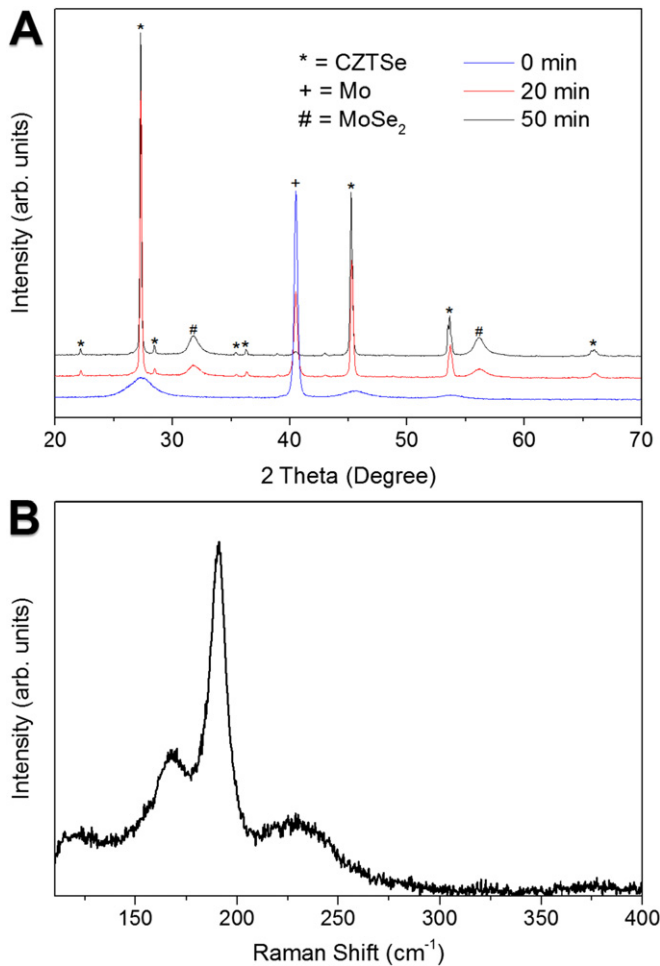 A
*
* = CZTSe
0 min
+ = Mo
20 min
# = MoSe₂
50 min
+
*
*
*
#
*
*
*
#
*
Intensity (arb. units)
20 30 40 50 60 70
2 Theta (Degree)
B
Intensity (arb. units)
150 200 250 300 350 400
Raman Shift (cm⁻¹)